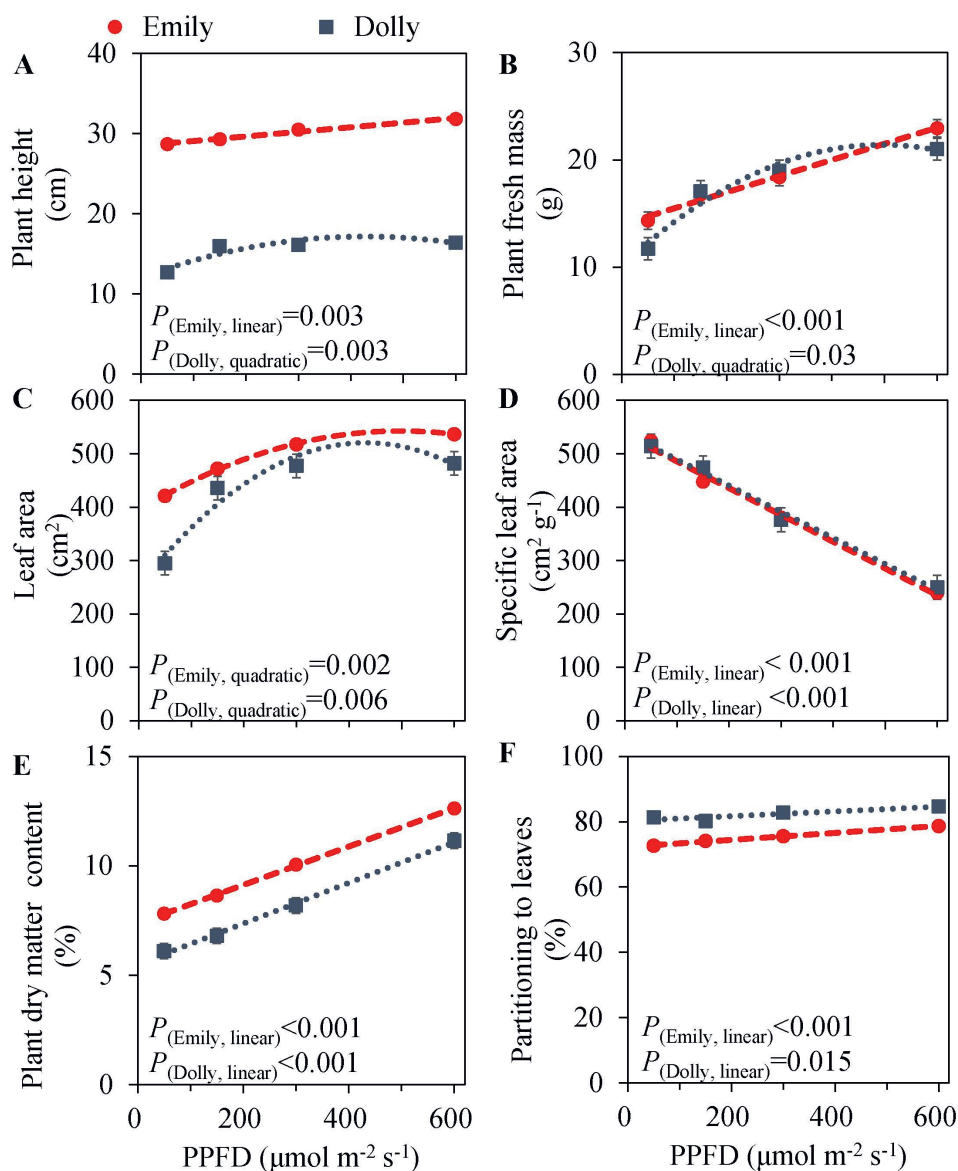 Emily Dolly
A
Plant height
(cm)
40
30
20
10
0
P(Emily, linear)=0.003
P(Dolly, quadratic)=0.003
B
Plant fresh mass
(g)
30
20
10
0
P(Emily, linear)<0.001
P(Dolly, quadratic)=0.03
C
Leaf area
(cm²)
600
500
400
300
200
100
0
P(Emily, quadratic)=0.002
P(Dolly, quadratic)=0.006
D
Specific leaf area
(cm² g⁻¹)
600
500
400
300
200
100
0
P(Emily, linear)< 0.001
P(Dolly, linear) <0.001
E
Plant dry matter content
(%)
15
10
5
0
P(Emily, linear)<0.001
P(Dolly, linear)<0.001
0 200 400 600
PPFD (μmol m⁻² s⁻¹)
F
Partitioning to leaves
(%)
100
80
60
40
20
0
P(Emily, linear)<0.001
P(Dolly, linear)=0.015
0 200 400 600
PPFD (μmol m⁻² s⁻¹)